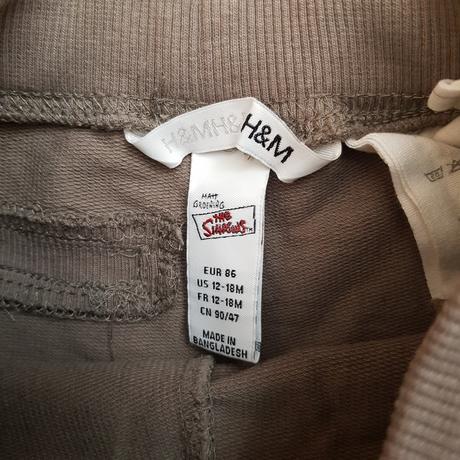 H&MH&H&M
MATT
GROENING
THE
SIMPSONS
TM
EUR 86
US 12-18M
FR 12-18M
CN 90/47
MADE IN
BANGLADESH